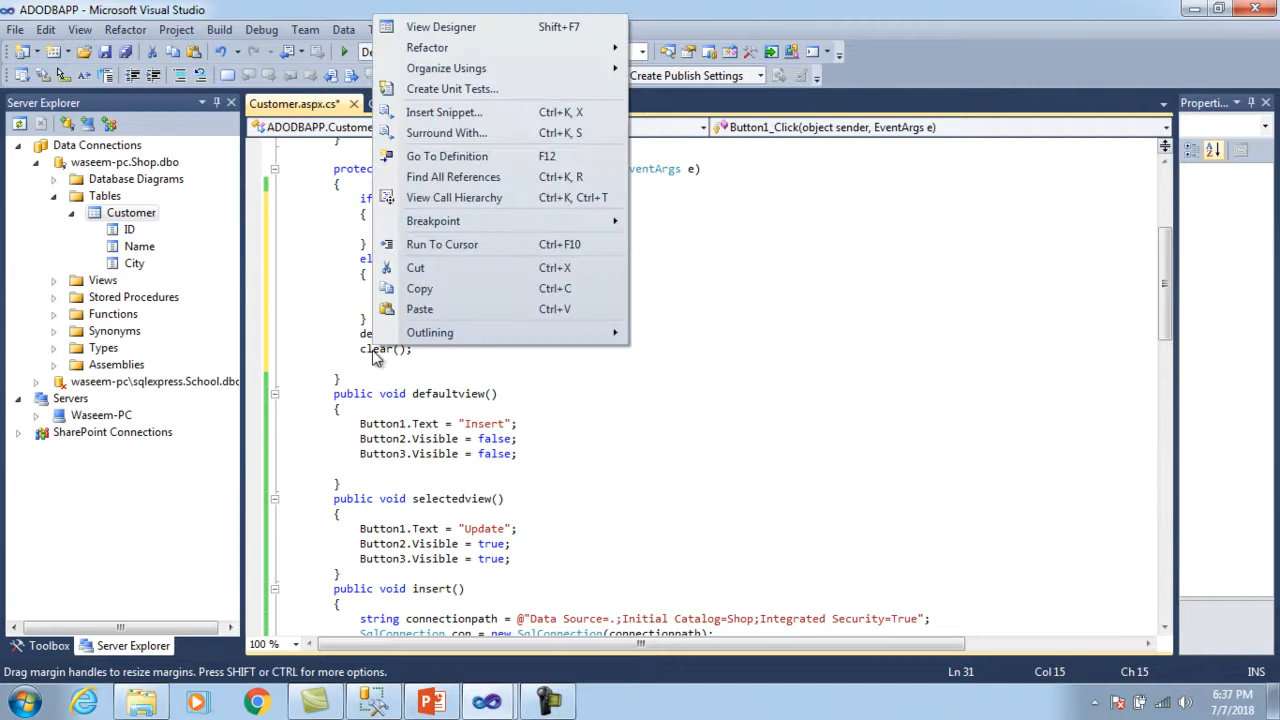 ADODBAPP - Microsoft Visual Studio
File Edit View Refactor Project Build Debug Team Data
Create Publish Settings
Server Explorer
Customer.aspx.cs*
Properti...
ADODBAPP.Custome
Button1_Click(object sender, EventArgs e)
Data Connections
waseem-pc.Shop.dbo
Database Diagrams
Tables
Customer
ID
Name
City
Views
Stored Procedures
Functions
Synonyms
Types
Assemblies
waseem-pc\sqlexpress.School.dbo
Servers
Waseem-PC
SharePoint Connections
Toolbox
Server Explorer
View Designer Shift+F7
Refactor
Organize Usings
Create Unit Tests...
Insert Snippet... Ctrl+K, X
Surround With... Ctrl+K, S
Go To Definition F12
Find All References Ctrl+K, R
View Call Hierarchy Ctrl+K, Ctrl+T
Breakpoint
Run To Cursor Ctrl+F10
Cut Ctrl+X
Copy Ctrl+C
Paste Ctrl+V
Outlining
}
protec ventArgs e)
{
if
{
}
el
{
}
de
clear();
}
public void defaultview()
{
Button1.Text = "Insert";
Button2.Visible = false;
Button3.Visible = false;
}
public void selectedview()
{
Button1.Text = "Update";
Button2.Visible = true;
Button3.Visible = true;
}
public void insert()
{
string connectionpath = @"Data Source=.;Initial Catalog=Shop;Integrated Security=True";
SqlConnection con = new SqlConnection(connectionpath);
100 %
Drag margin handles to resize margins. Press SHIFT or CTRL for more options.
Ln 31 Col 15 Ch 15 INS
6:37 PM
7/7/2018